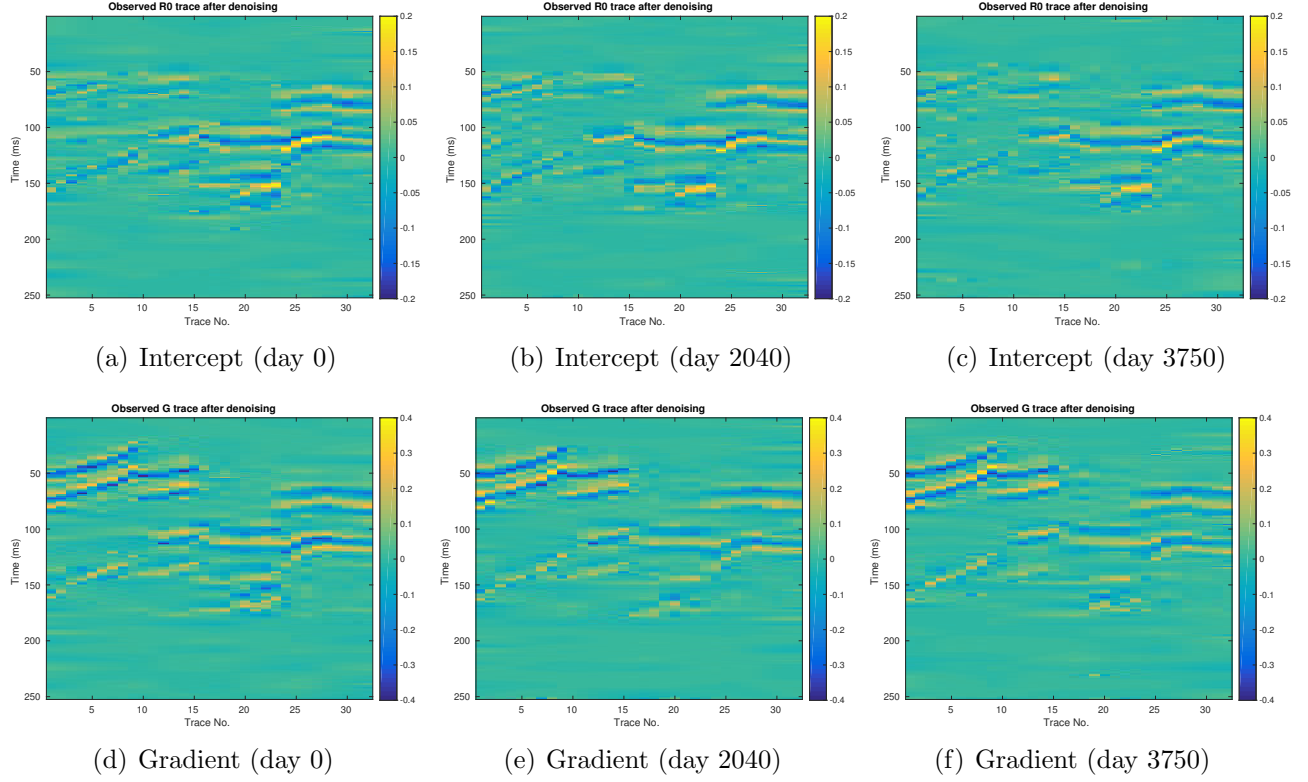 Observed R0 trace after denoising
Observed R0 trace after denoising
Observed R0 trace after denoising
50
100
150
200
250
Time (ms)
5 10 15 20 25 30
Trace No.
0.2
0.15
0.1
0.05
0
-0.05
-0.1
-0.15
-0.2
50
100
150
200
250
Time (ms)
5 10 15 20 25 30
Trace No.
0.2
0.15
0.1
0.05
0
-0.05
-0.1
-0.15
-0.2
50
100
150
200
250
Time (ms)
5 10 15 20 25 30
Trace No.
0.2
0.15
0.1
0.05
0
-0.05
-0.1
-0.15
-0.2
(a) Intercept (day 0)
(b) Intercept (day 2040)
(c) Intercept (day 3750)
Observed G trace after denoising
Observed G trace after denoising
Observed G trace after denoising
50
100
150
200
250
Time (ms)
5 10 15 20 25 30
Trace No.
0.4
0.3
0.2
0.1
0
-0.1
-0.2
-0.3
-0.4
50
100
150
200
250
Time (ms)
5 10 15 20 25 30
Trace No.
0.4
0.3
0.2
0.1
0
-0.1
-0.2
-0.3
-0.4
50
100
150
200
250
Time (ms)
5 10 15 20 25 30
Trace No.
0.4
0.3
0.2
0.1
0
-0.1
-0.2
-0.3
-0.4
(d) Gradient (day 0)
(e) Gradient (day 2040)
(f) Gradient (day 3750)